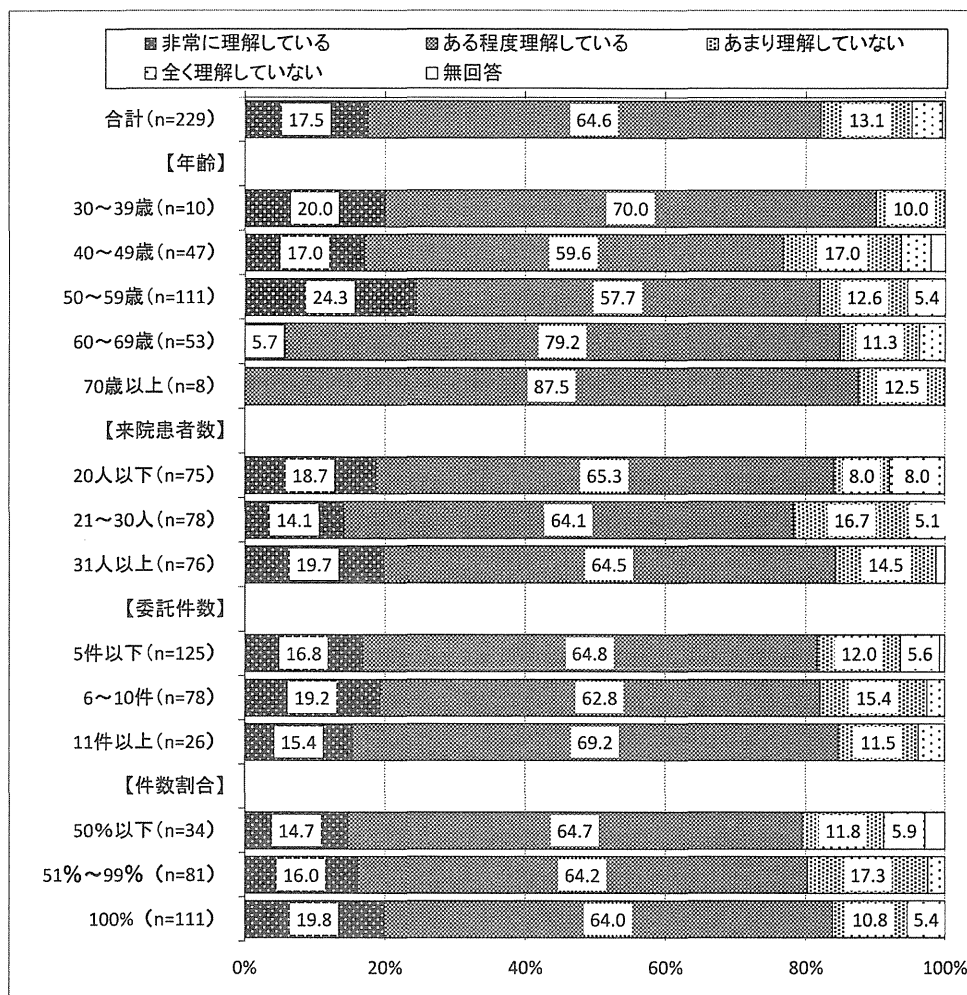 非常に理解している ある程度理解している あまり理解していない
全く理解していない 無回答
合計(n=229) 17.5 64.6 13.1
【年齢】
30~39歳(n=10) 20.0 70.0 10.0
40~49歳(n=47) 17.0 59.6 17.0
50~59歳(n=111) 24.3 57.7 12.6 5.4
60~69歳(n=53) 5.7 79.2 11.3
70歳以上(n=8) 87.5 12.5
【来院患者数】
20人以下(n=75) 18.7 65.3 8.0 8.0
21~30人(n=78) 14.1 64.1 16.7 5.1
31人以上(n=76) 19.7 64.5 14.5
【委託件数】
5件以下(n=125) 16.8 64.8 12.0 5.6
6~10件(n=78) 19.2 62.8 15.4
11件以上(n=26) 15.4 69.2 11.5
【件数割合】
50%以下(n=34) 14.7 64.7 11.8 5.9
51%~99% (n=81) 16.0 64.2 17.3
100% (n=111) 19.8 64.0 10.8 5.4
0% 20% 40% 60% 80% 100%